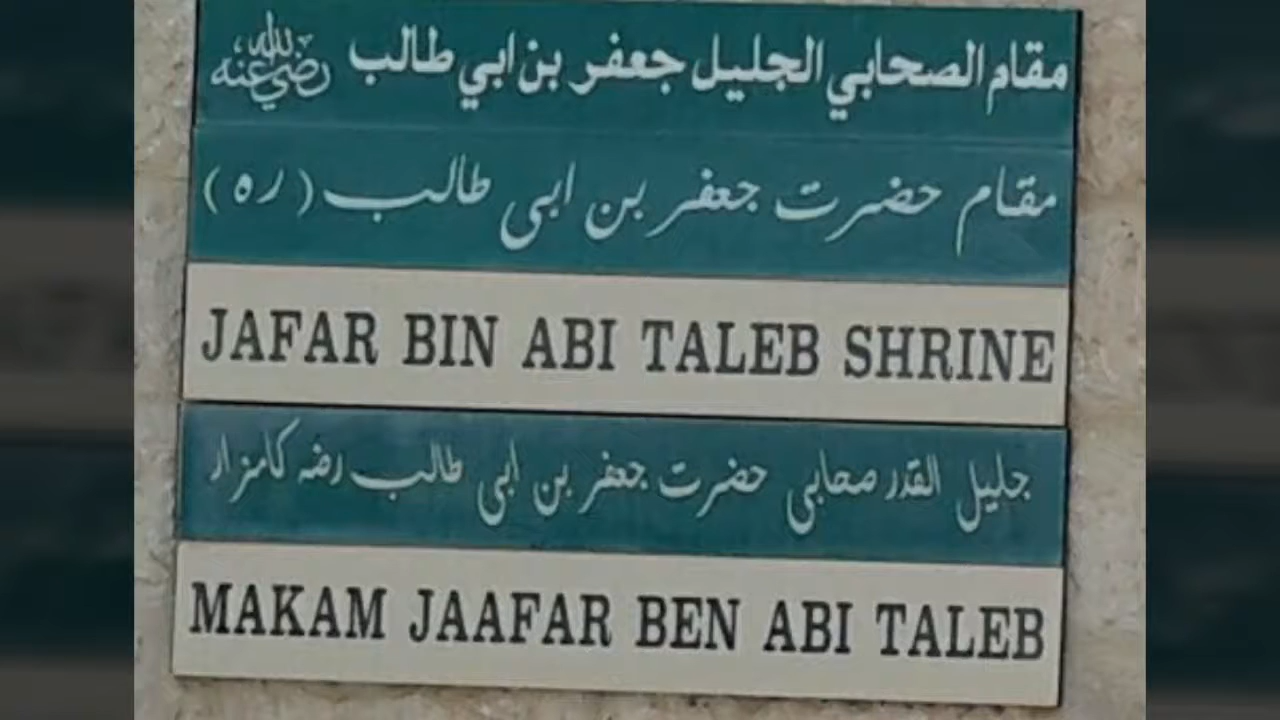 مقام الصحابي الجليل جعفر بن ابي طالب رضي الله عنه
مقام حضرت جعفر بن ابی طالب (ره)
JAFAR BIN ABI TALEB SHRINE
جلیل القدر صحابی حضرت جعفر بن ابی طالب رضہ کا مزار
MAKAM JAAFAR BEN ABI TALEB